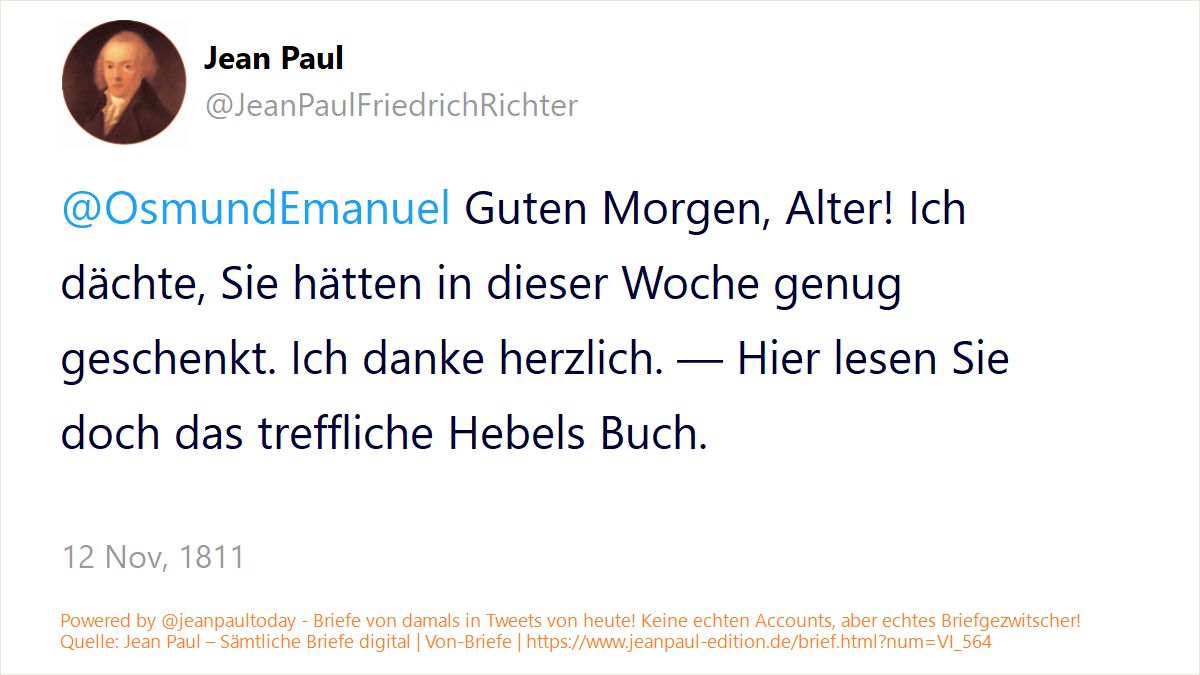 Jean Paul
@JeanPaulFriedrichRichter
@OsmundEmanuel Guten Morgen, Alter! Ich
dächte, Sie hätten in dieser Woche genug
geschenkt. Ich danke herzlich. — Hier lesen Sie
doch das treffliche Hebels Buch.
12 Nov, 1811
Powered by @jeanpaultoday - Briefe von damals in Tweets von heute! Keine echten Accounts, aber echtes Briefgezwitscher!
Quelle: Jean Paul – Sämtliche Briefe digital | Von-Briefe | https://www.jeanpaul-edition.de/brief.html?num=VI_564